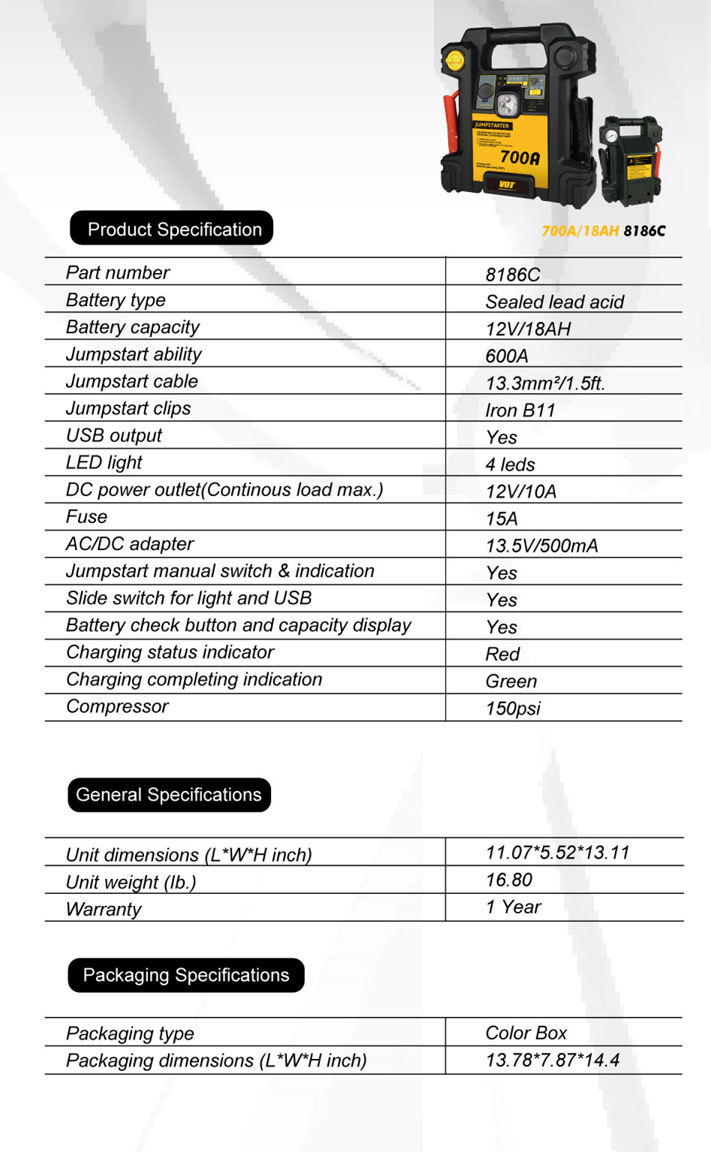 JUMPSTARTER
700A
VOT
Product Specification
700A/18AH 8186C
Part number 8186C
Battery type Sealed lead acid
Battery capacity 12V/18AH
Jumpstart ability 600A
Jumpstart cable 13.3mm²/1.5ft.
Jumpstart clips Iron B11
USB output Yes
LED light 4 leds
DC power outlet(Continous load max.) 12V/10A
Fuse 15A
AC/DC adapter 13.5V/500mA
Jumpstart manual switch & indication Yes
Slide switch for light and USB Yes
Battery check button and capacity display Yes
Charging status indicator Red
Charging completing indication Green
Compressor 150psi
General Specifications
Unit dimensions (L*W*H inch) 11.07*5.52*13.11
Unit weight (lb.) 16.80
Warranty 1 Year
Packaging Specifications
Packaging type Color Box
Packaging dimensions (L*W*H inch) 13.78*7.87*14.4